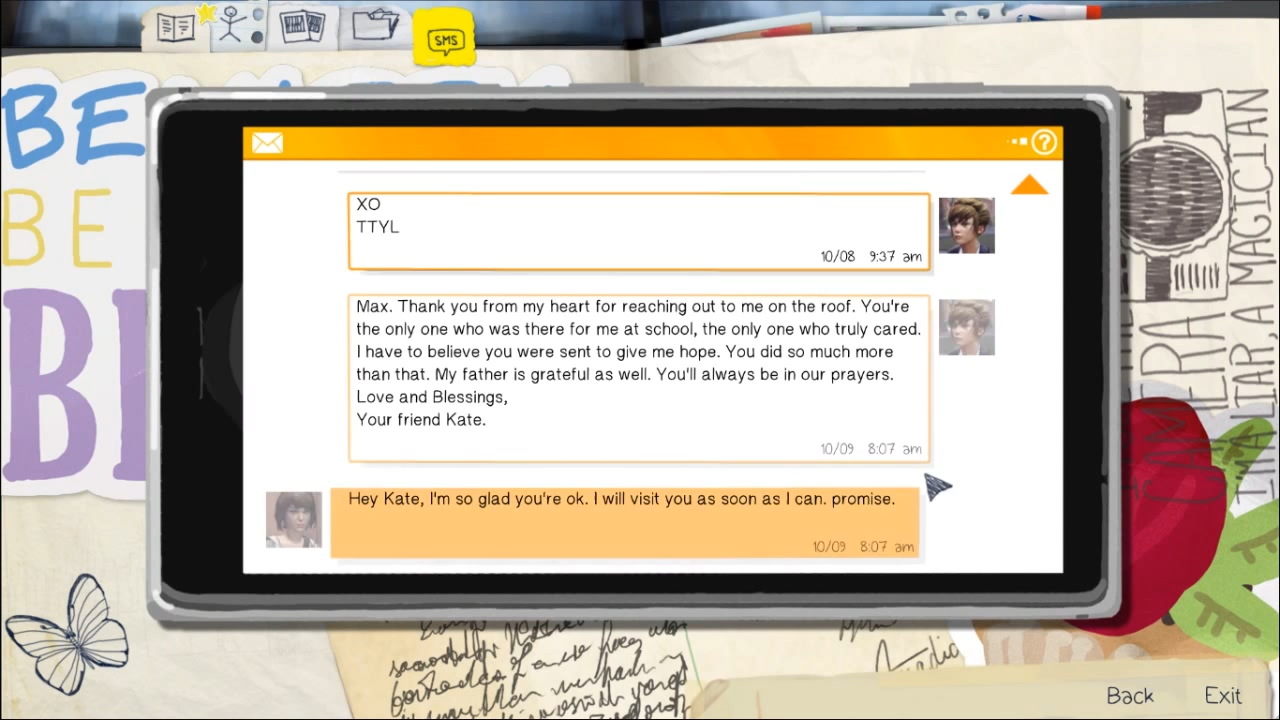 SMS
BE
BE
XO
TTYL
10/08 9:37 am
Max. Thank you from my heart for reaching out to me on the roof. You're
the only one who was there for me at school, the only one who truly cared.
I have to believe you were sent to give me hope. You did so much more
than that. My father is grateful as well. You'll always be in our prayers.
Love and Blessings,
Your friend Kate.
10/09 8:07 am
Hey Kate, I'm so glad you're ok. I will visit you as soon as I can. promise.
10/09 8:07 am
CAMERA
I'M A LIAR, A MAGICIAN
Back Exit